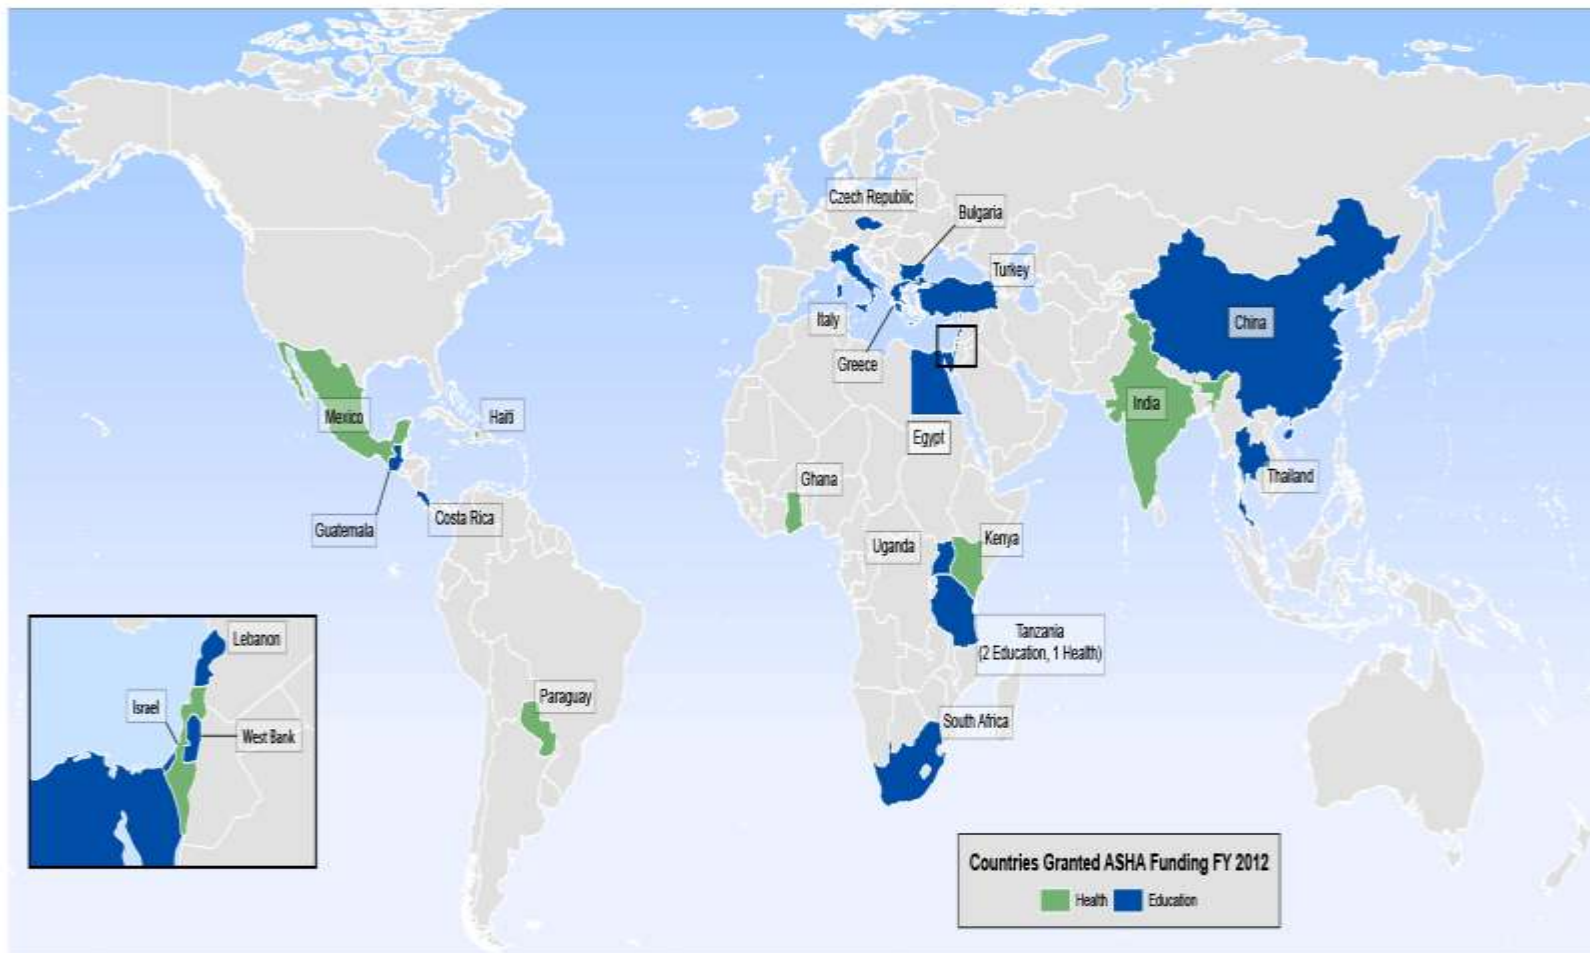 Czech Republic
Bulgaria
Turkey
Italy
Greece
China
India
Mexico
Haiti
Egypt
Ghana
Thailand
Guatemala
Costa Rica
Uganda
Kenya
Tanzania
(2 Education, 1 Health)
Lebanon
Israel
West Bank
Paraguay
South Africa
Countries Granted ASHA Funding FY 2012
Health
Education